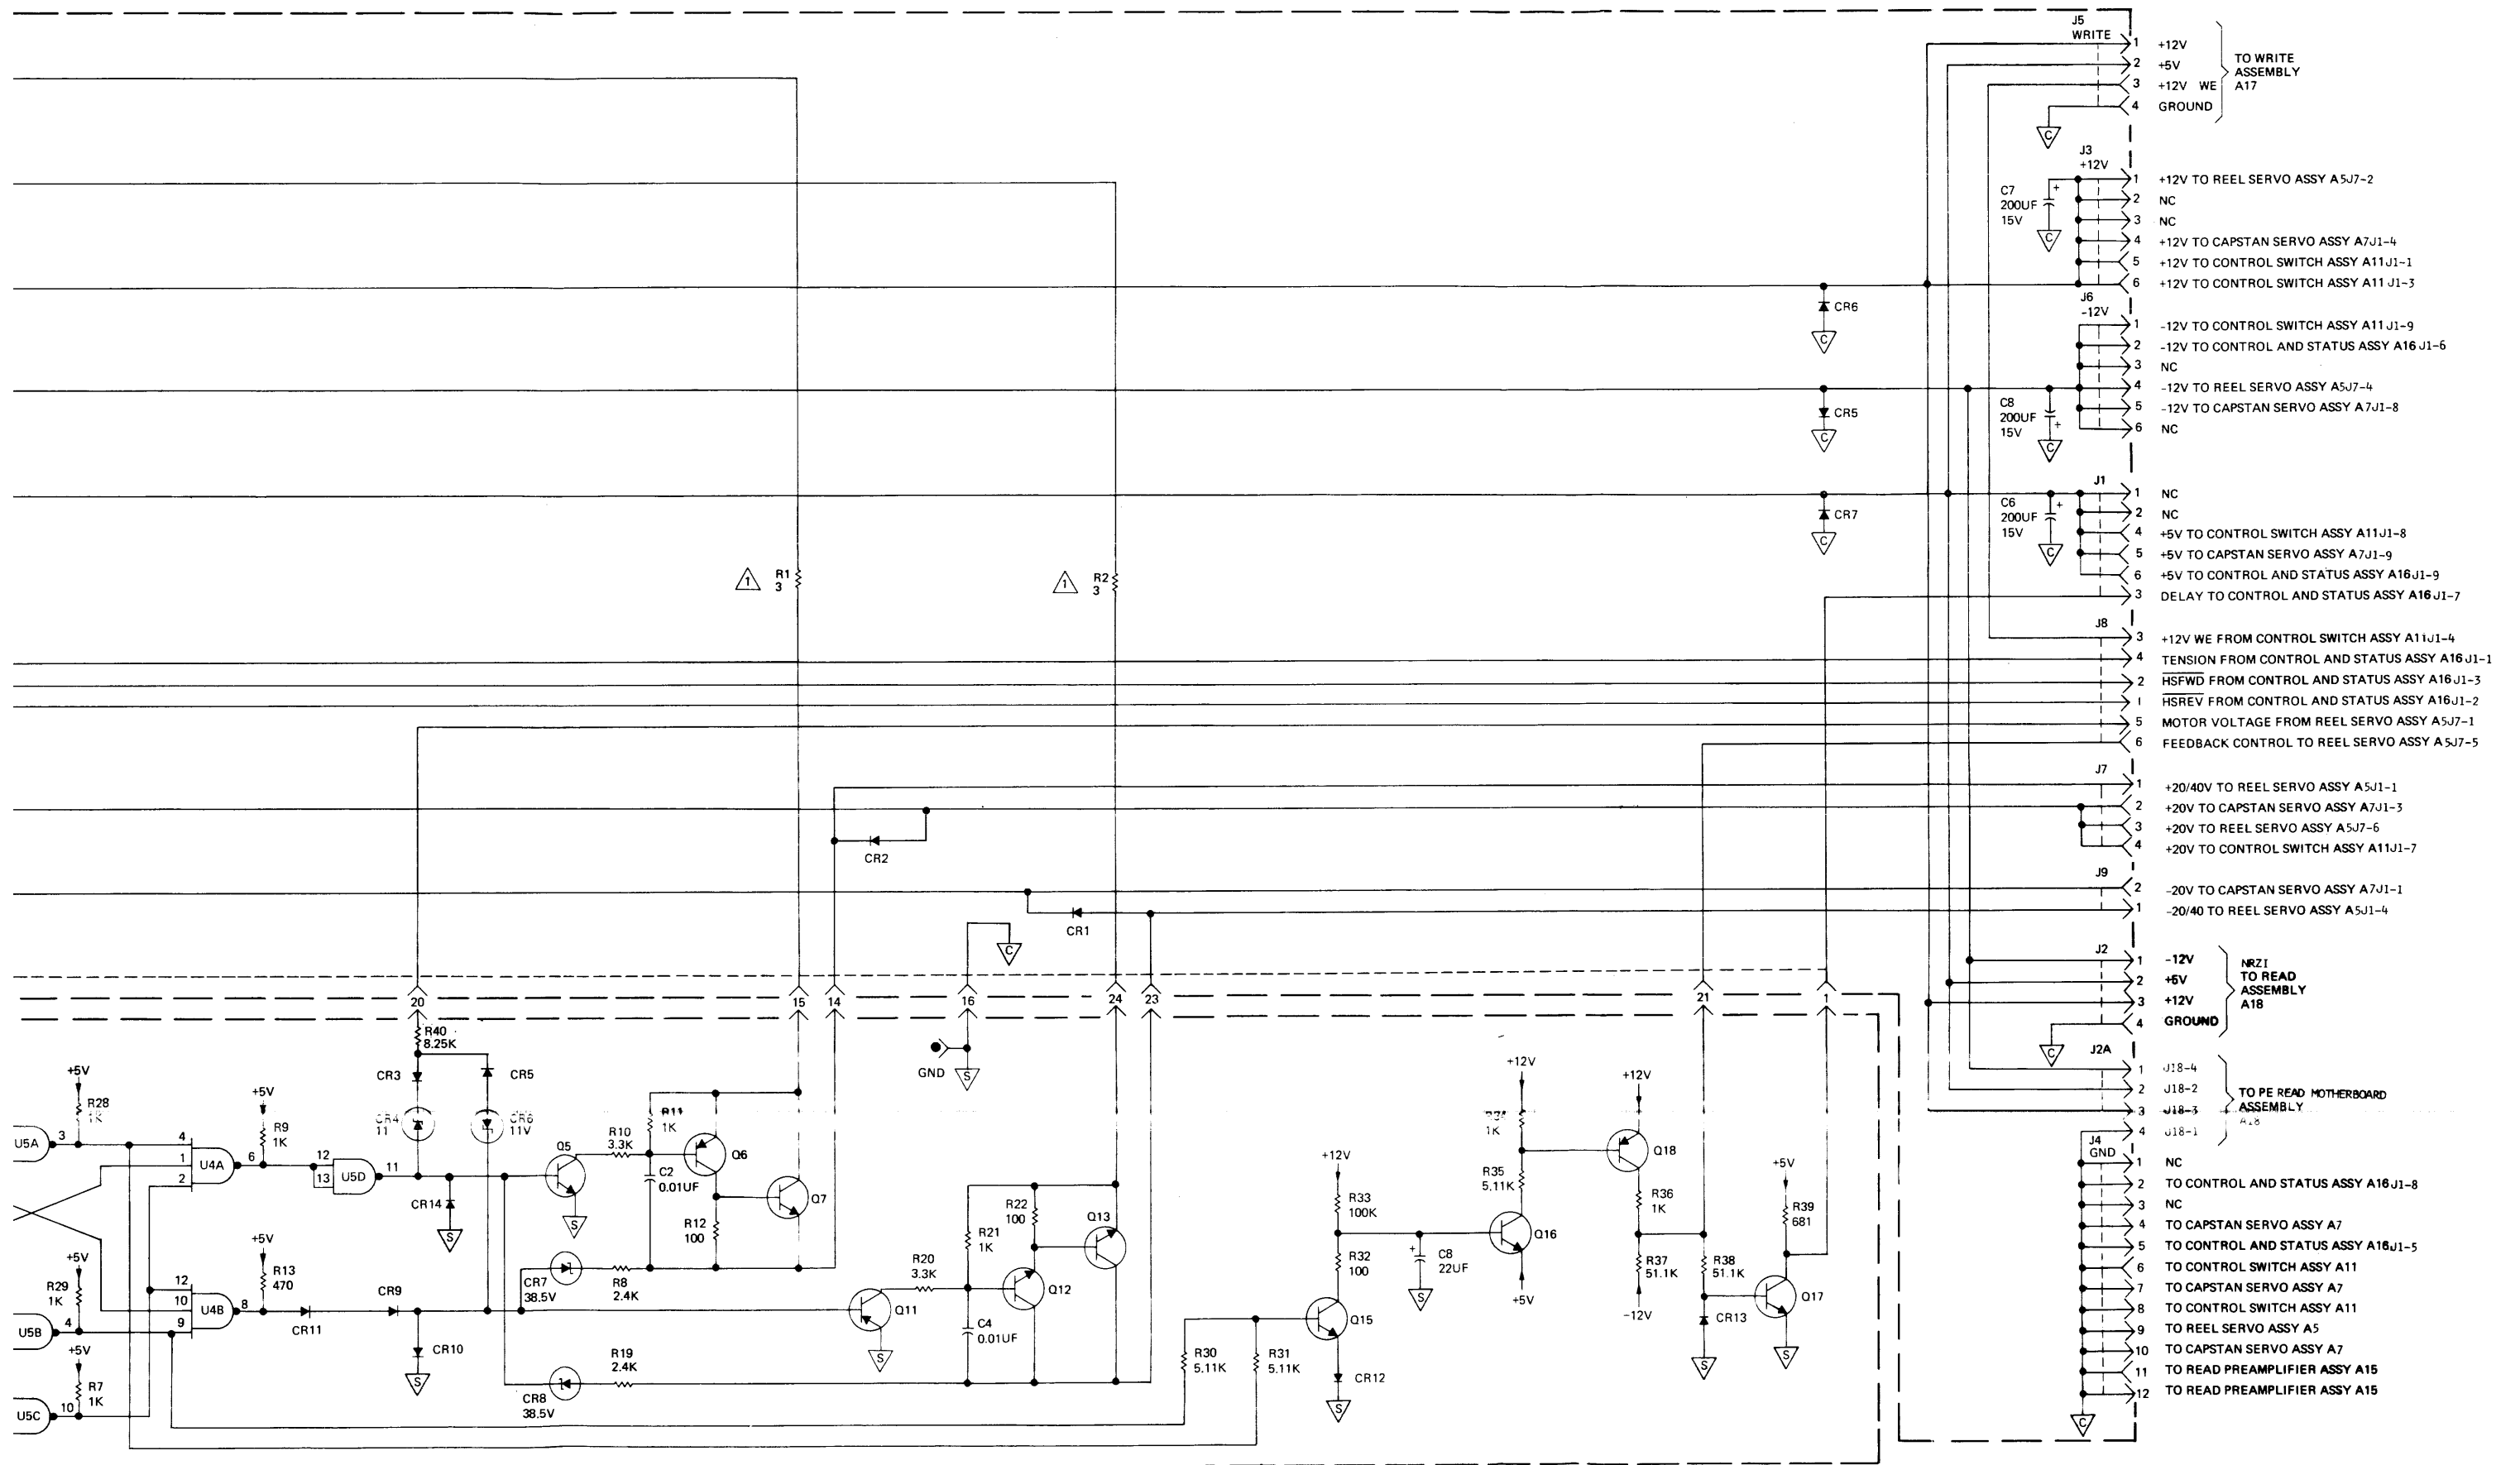 J5
WRITE
1 +12V
2 +5V
3 +12V WE
4 GROUND
TO WRITE
ASSEMBLY
A17
C
J3
+12V
C7
200UF
15V
+
C
1 +12V TO REEL SERVO ASSY A5J7-2
2 NC
3 NC
4 +12V TO CAPSTAN SERVO ASSY A7J1-4
5 +12V TO CONTROL SWITCH ASSY A11J1-1
6 +12V TO CONTROL SWITCH ASSY A11J1-3
CR6
C
J6
-12V
1 -12V TO CONTROL SWITCH ASSY A11J1-9
2 -12V TO CONTROL AND STATUS ASSY A16J1-6
3 NC
4 -12V TO REEL SERVO ASSY A5J7-4
5 -12V TO CAPSTAN SERVO ASSY A7J1-8
6 NC
CR5
C
C8
200UF
15V
+
C
J1
1 NC
2 NC
4 +5V TO CONTROL SWITCH ASSY A11J1-8
5 +5V TO CAPSTAN SERVO ASSY A7J1-9
6 +5V TO CONTROL AND STATUS ASSY A16J1-9
3 DELAY TO CONTROL AND STATUS ASSY A16J1-7
CR7
C
C6
200UF
15V
+
C
1
R1
3
1
R2
3
J8
3 +12V WE FROM CONTROL SWITCH ASSY A11J1-4
4 TENSION FROM CONTROL AND STATUS ASSY A16J1-1
2 HSFWD FROM CONTROL AND STATUS ASSY A16J1-3
1 HSREV FROM CONTROL AND STATUS ASSY A16J1-2
5 MOTOR VOLTAGE FROM REEL SERVO ASSY A5J7-1
6 FEEDBACK CONTROL TO REEL SERVO ASSY A5J7-5
J7
1 +20/40V TO REEL SERVO ASSY A5J1-1
2 +20V TO CAPSTAN SERVO ASSY A7J1-3
3 +20V TO REEL SERVO ASSY A5J7-6
4 +20V TO CONTROL SWITCH ASSY A11J1-7
CR2
J9
2 -20V TO CAPSTAN SERVO ASSY A7J1-1
1 -20/40 TO REEL SERVO ASSY A5J1-4
CR1
C
J2
1 -12V
2 +5V
3 +12V
4 GROUND
NRZI
TO READ
ASSEMBLY
A18
C
20 15 14 16 24 23 21 1
J2A
1 J18-4
2 J18-2
3 J18-3
4 J18-1
TO PE READ MOTHERBOARD
ASSEMBLY
A18
J4
GND
1 NC
2 TO CONTROL AND STATUS ASSY A16J1-8
3 NC
4 TO CAPSTAN SERVO ASSY A7
5 TO CONTROL AND STATUS ASSY A16J1-5
6 TO CONTROL SWITCH ASSY A11
7 TO CAPSTAN SERVO ASSY A7
8 TO CONTROL SWITCH ASSY A11
9 TO REEL SERVO ASSY A5
10 TO CAPSTAN SERVO ASSY A7
11 TO READ PREAMPLIFIER ASSY A15
12 TO READ PREAMPLIFIER ASSY A15
C
R40
8.25K
CR3
CR5
CR4
11
CR6
11V
GND
S
+5V
R28
1K
U5A
3
+5V
R9
1K
4
1
2
U4A
6
12
13
U5D
11
CR14
S
Q5
S
R10
3.3K
R11
1K
C2
0.01UF
Q6
R12
100
Q7
CR7
38.5V
R8
2.4K
+5V
R29
1K
U5B
4
+5V
R13
470
12
10
9
U4B
8
CR11
CR9
CR10
S
+5V
R7
1K
U5C
10
CR8
38.5V
R19
2.4K
Q11
S
R20
3.3K
R21
1K
C4
0.01UF
R22
100
Q12
Q13
R30
5.11K
R31
5.11K
+12V
R33
100K
R32
100
Q15
CR12
S
+
C8
22UF
S
+12V
1K
R35
5.11K
Q16
+5V
+12V
Q18
R36
1K
R37
51.1K
-12V
R38
51.1K
CR13
S
+5V
R39
681
Q17
S